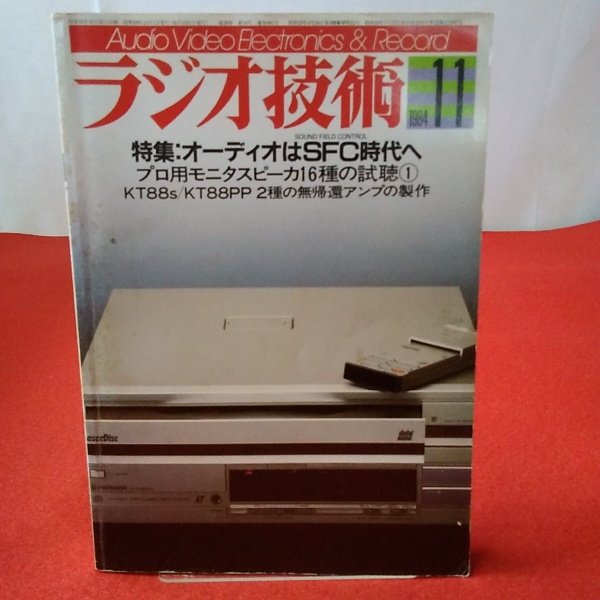 Audio Video Electronics & Record
ラジオ技術
1984 11
SOUND FIELD CONTROL
特集:オーディオはSFC時代へ
プロ用モニタスピーカ16種の試聴①
KT88s/KT88PP 2種の無帰還アンプの製作
aserDisc